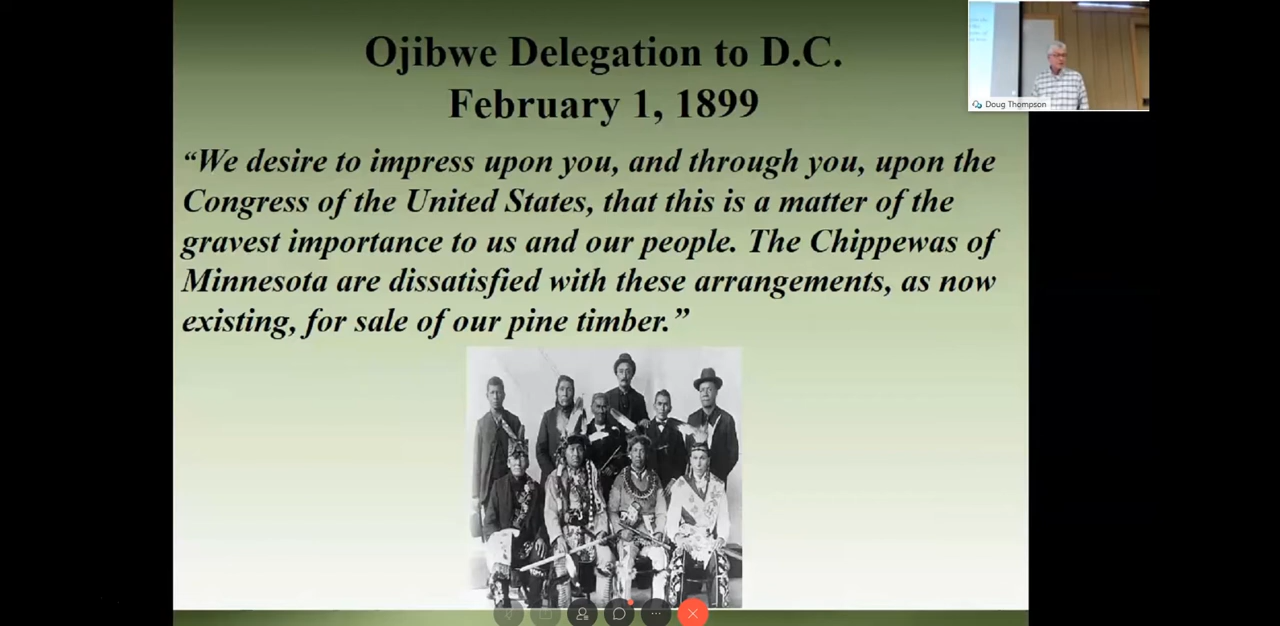 Ojibwe Delegation to D.C.
February 1, 1899
“We desire to impress upon you, and through you, upon the
Congress of the United States, that this is a matter of the
gravest importance to us and our people. The Chippewas of
Minnesota are dissatisfied with these arrangements, as now
existing, for sale of our pine timber.”
Doug Thompson